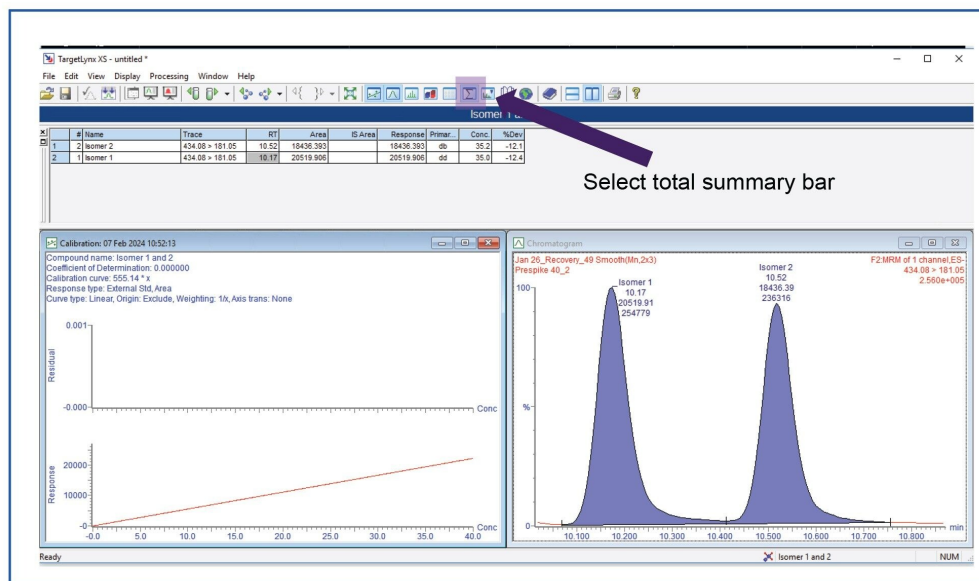 TargetLynx XS - untitled *
File Edit View Display Processing Window Help
Isomer 1 a
# Name Trace RT Area IS Area Response Primar... Conc. %Dev
1 2 Isomer 2 434.08 > 181.05 10.52 18436.393 18436.393 db 35.2 -12.1
2 1 Isomer 1 434.08 > 181.05 10.17 20519.906 20519.906 dd 35.0 -12.4
Select total summary bar
Calibration: 07 Feb 2024 10:52:13
Compound name: Isomer 1 and 2
Coefficient of Determination: 0.000000
Calibration curve: 555.14 * x
Response type: External Std, Area
Curve type: Linear, Origin: Exclude, Weighting: 1/x, Axis trans: None
0.001
Residual
-0.000
Conc
20000
Response
10000
-0
Conc
-0.0 5.0 10.0 15.0 20.0 25.0 30.0 35.0 40.0
Chromatogram
Jan 26_Recovery_49 Smooth(Mn,2x3)
Prespike 40_2
F2:MRM of 1 channel,ES-
434.08 > 181.05
2.560e+005
100
Isomer 1
10.17
20519.91
254779
Isomer 2
10.52
18436.39
236316
%
0
min
10.100 10.200 10.300 10.400 10.500 10.600 10.700 10.800
Ready
Isomer 1 and 2
NUM